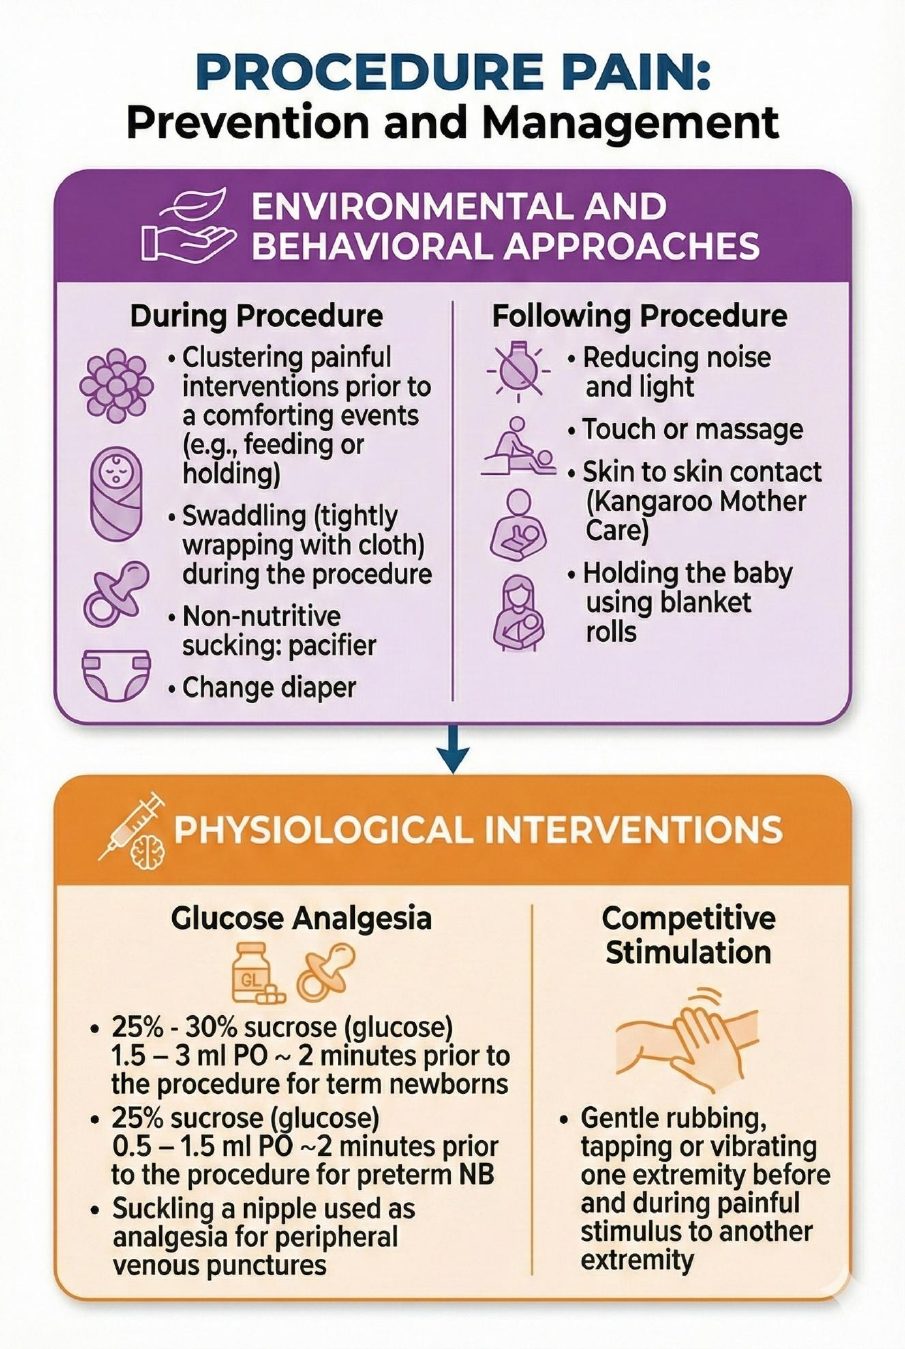 PROCEDURE PAIN:
Prevention and Management
ENVIRONMENTAL AND
BEHAVIORAL APPROACHES
During Procedure
• Clustering painful
interventions prior to
a comforting events
(e.g., feeding or
holding)
• Swaddling (tightly
wrapping with cloth)
during the procedure
• Non-nutritive
sucking: pacifier
• Change diaper
Following Procedure
• Reducing noise
and light
• Touch or massage
• Skin to skin contact
(Kangaroo Mother
Care)
• Holding the baby
using blanket
rolls
PHYSIOLOGICAL INTERVENTIONS
Glucose Analgesia
GL
• 25% - 30% sucrose (glucose)
1.5 – 3 ml PO ~ 2 minutes prior to
the procedure for term newborns
• 25% sucrose (glucose)
0.5 – 1.5 ml PO ~2 minutes prior
to the procedure for preterm NB
• Suckling a nipple used as
analgesia for peripheral
venous punctures
Competitive
Stimulation
• Gentle rubbing,
tapping or vibrating
one extremity before
and during painful
stimulus to another
extremity